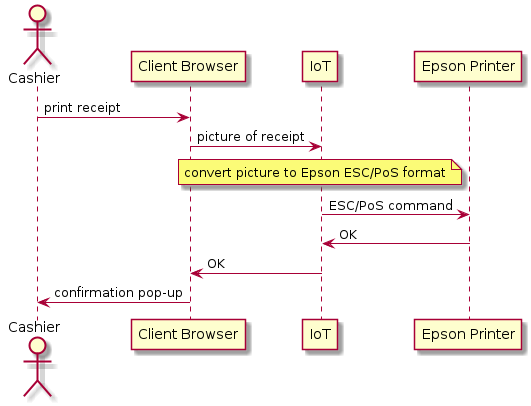 Cashier
Client Browser
IoT
Epson Printer
print receipt
picture of receipt
convert picture to Epson ESC/PoS format
ESC/PoS command
OK
OK
confirmation pop-up
Cashier
Client Browser
IoT
Epson Printer